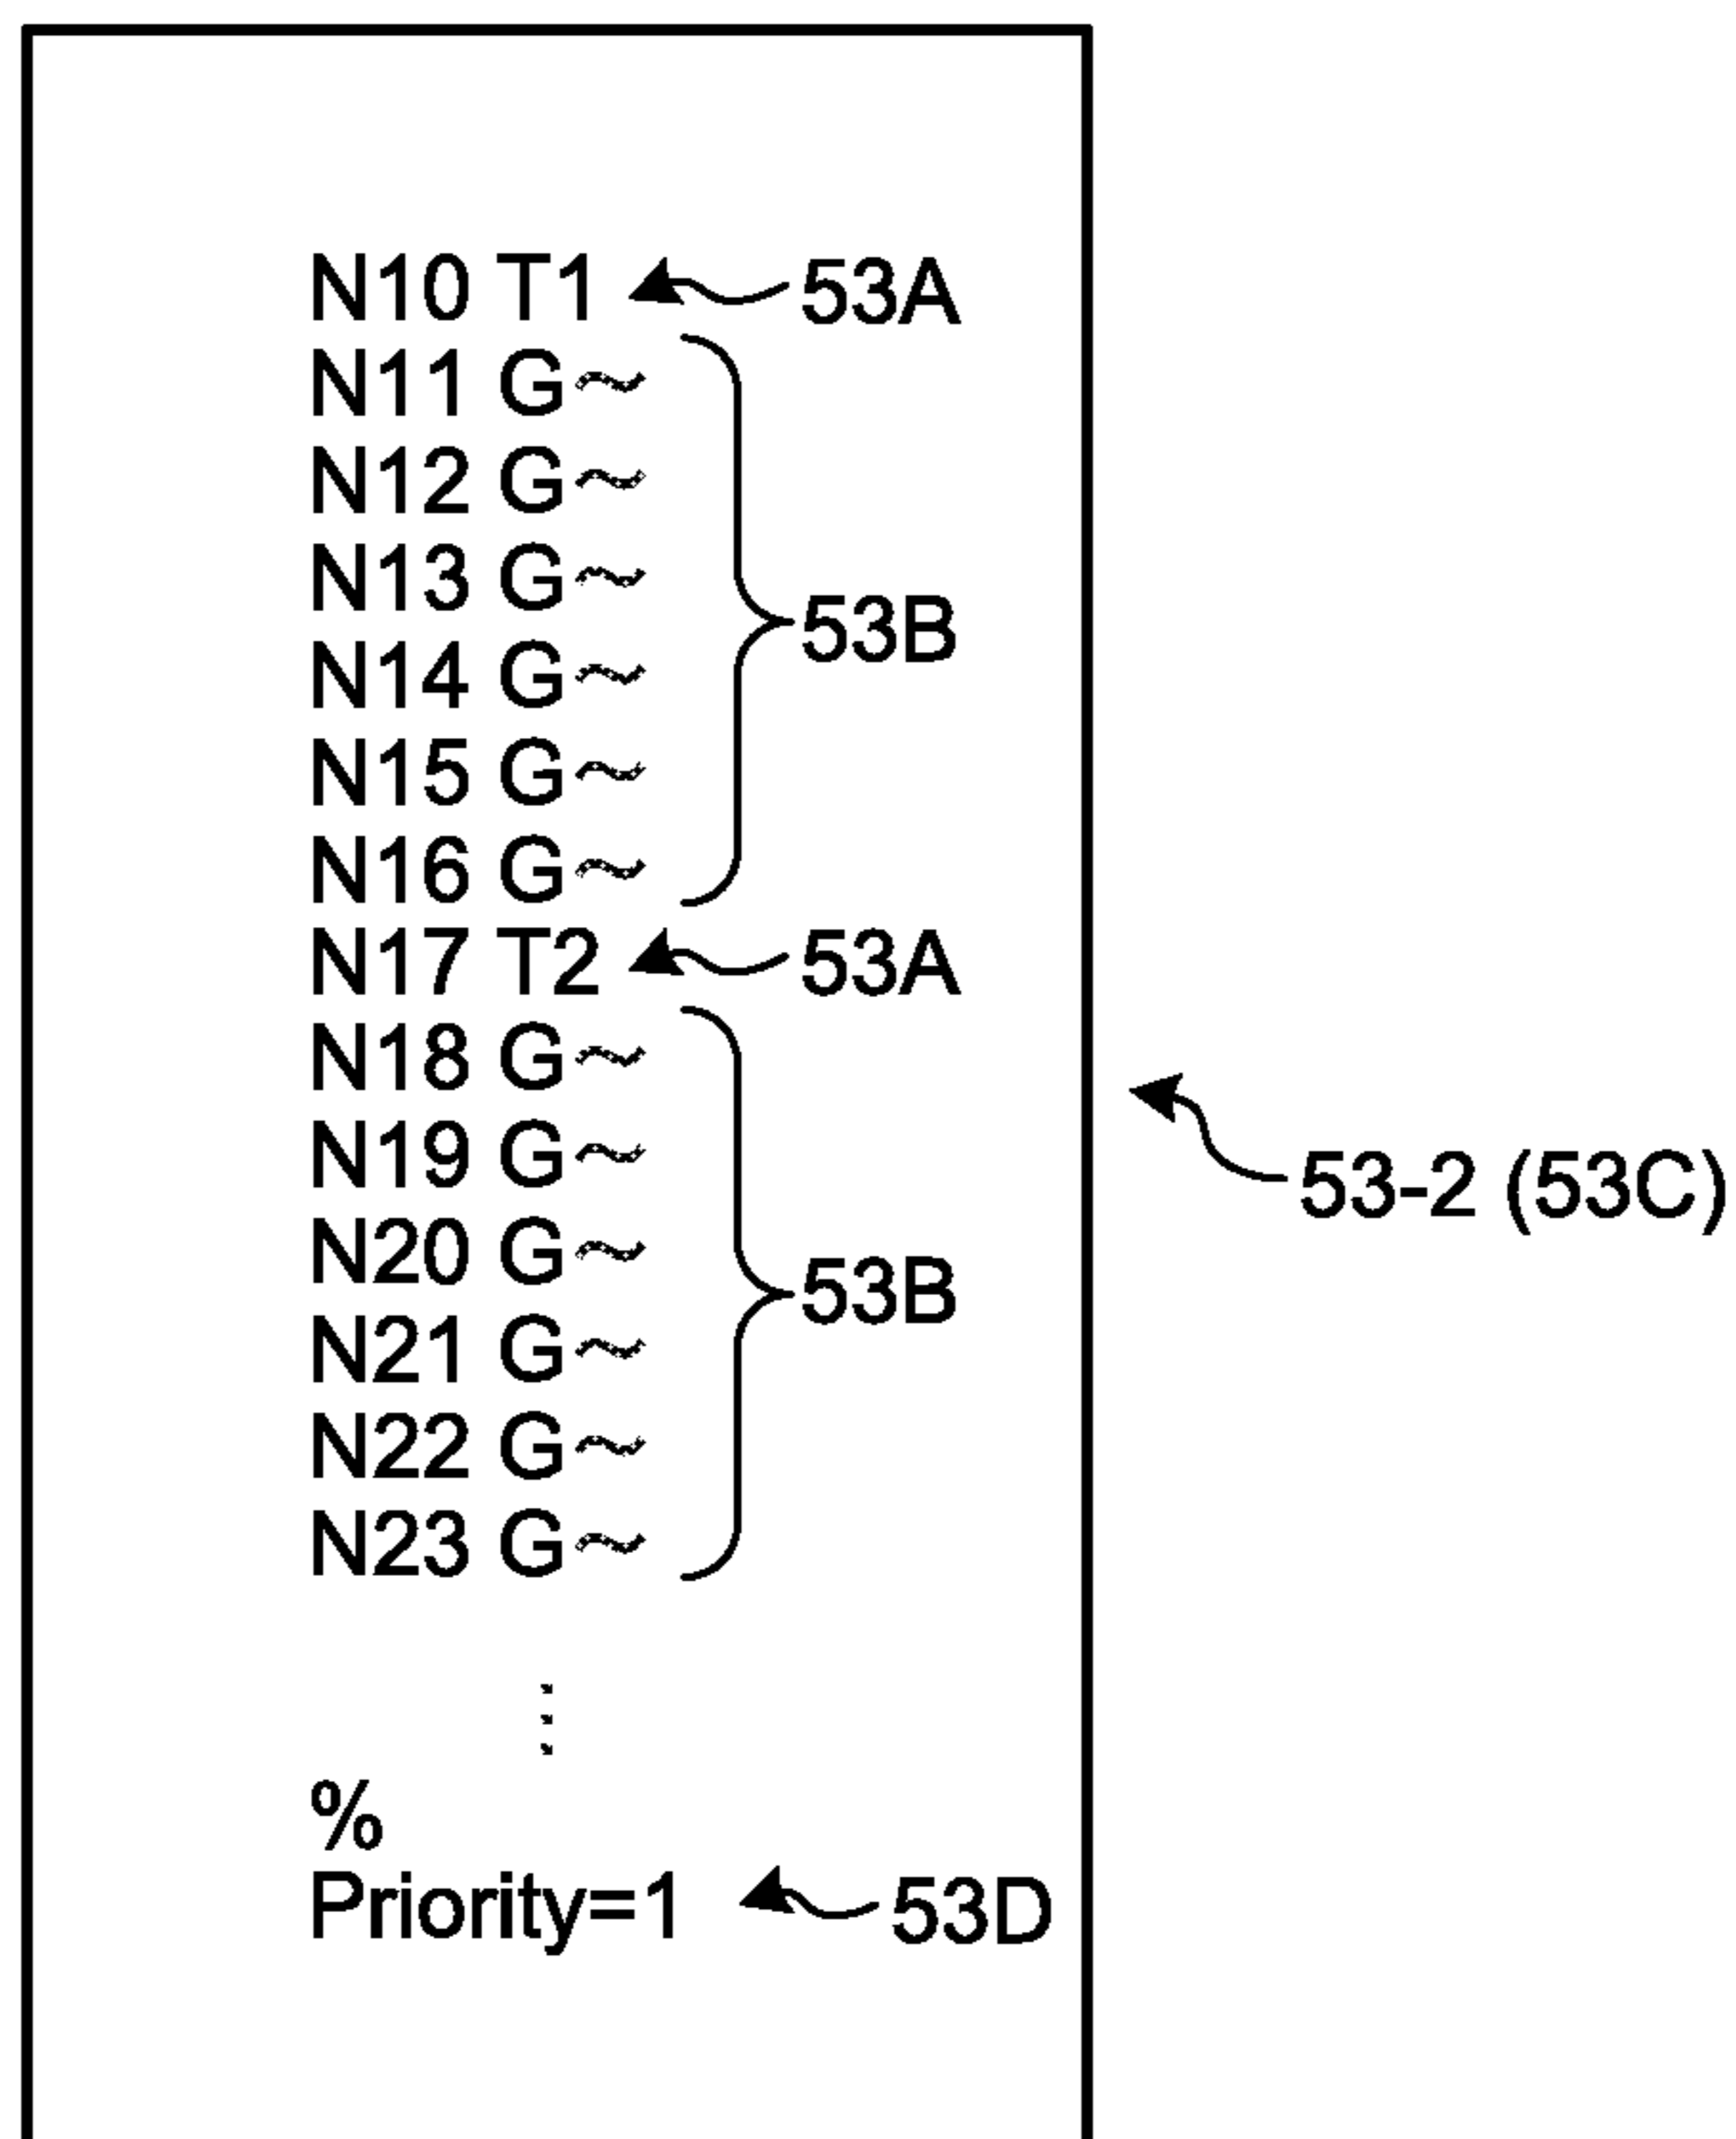 N10 T1 53A
N11 G~
N12 G~
N13 G~
N14 G~
53B
N15 G~
N16 G~
N17 T2 53A
N18 G~
N19 G~
53-2 (53C)
N20 G~
N21 G~
53B
N22 G~
N23 G~
⋮
%
Priority=1 53D